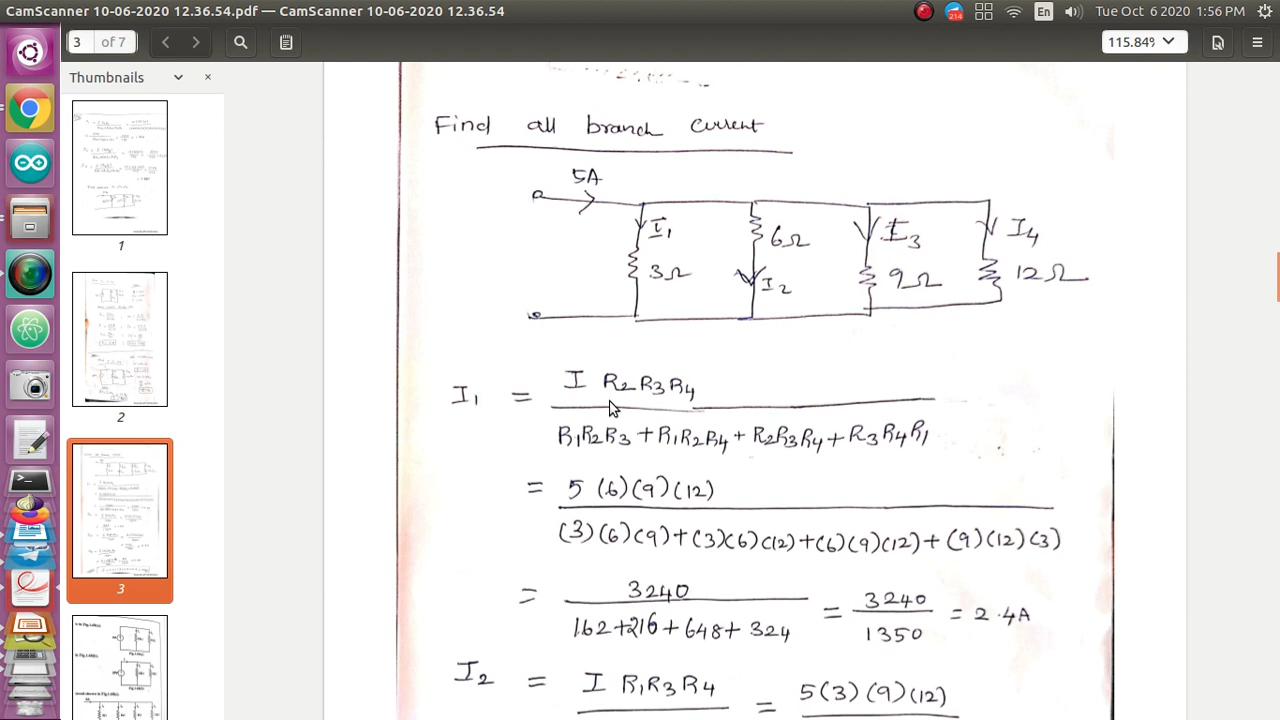 CamScanner 10-06-2020 12.36.54.pdf — CamScanner 10-06-2020 12.36.54
214
En
Tue Oct 6 2020 1:56 PM
3 of 7
115.84%
Thumbnails
1
2
3
Find all branch current
5A
I1
6Ω
I3
I4
3Ω
I2
9Ω
12Ω
I1 = I R2R3R4
R1R2R3 + R1R2R4 + R2R3R4 + R3R4R1
= 5 (6)(9)(12)
(3)(6)(9)+(3)(6)(12)+(6)(9)(12)+(9)(12)(3)
= 3240 = 3240 = 2.4A
162+216+648+324 1350
I2 = I R1R3R4 = 5(3)(9)(12)